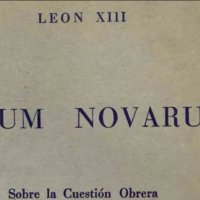 LEON XIII
UM NOVARU
Sobre la Cuestión Obrera